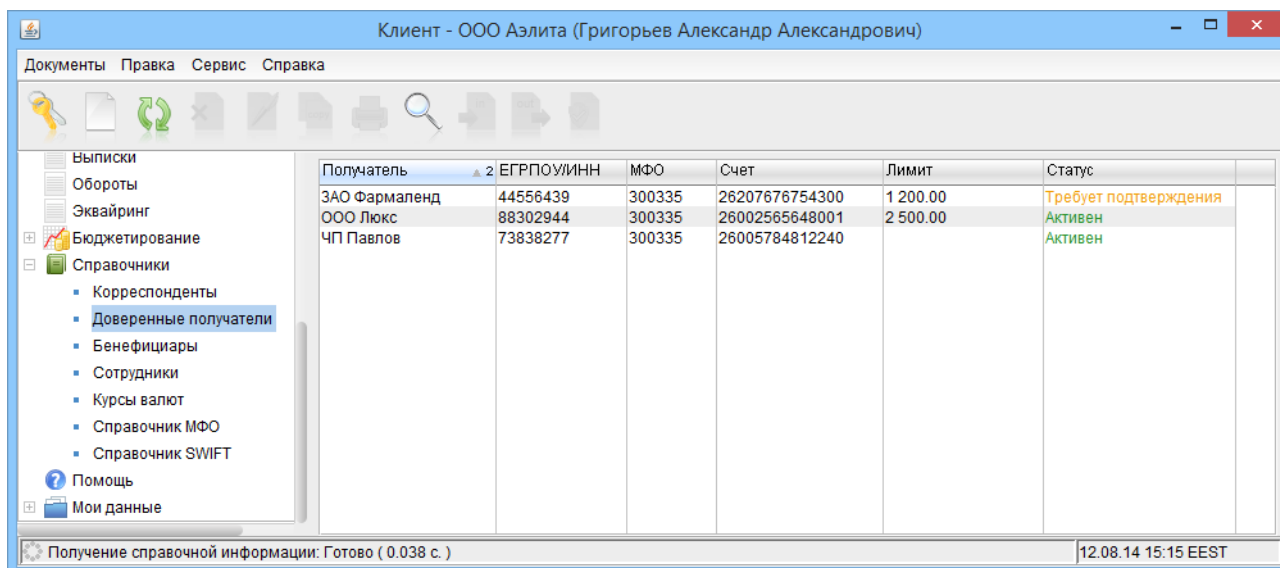 Клиент - ООО Аэлита (Григорьев Александр Александрович)
Документы Правка Сервис Справка
Выписки
Обороты
Эквайринг
Бюджетирование
Справочники
Корреспонденты
Доверенные получатели
Бенефициары
Сотрудники
Курсы валют
Справочник МФО
Справочник SWIFT
Помощь
Мои данные
Получатель 2 ЕГРПОУ/ИНН МФО Счет Лимит Статус
ЗАО Фармаленд 44556439 300335 26207676754300 1 200.00 Требует подтверждения
ООО Люкс 88302944 300335 26002565648001 2 500.00 Активен
ЧП Павлов 73838277 300335 26005784812240 Активен
Получение справочной информации: Готово ( 0.038 с. ) 12.08.14 15:15 EEST